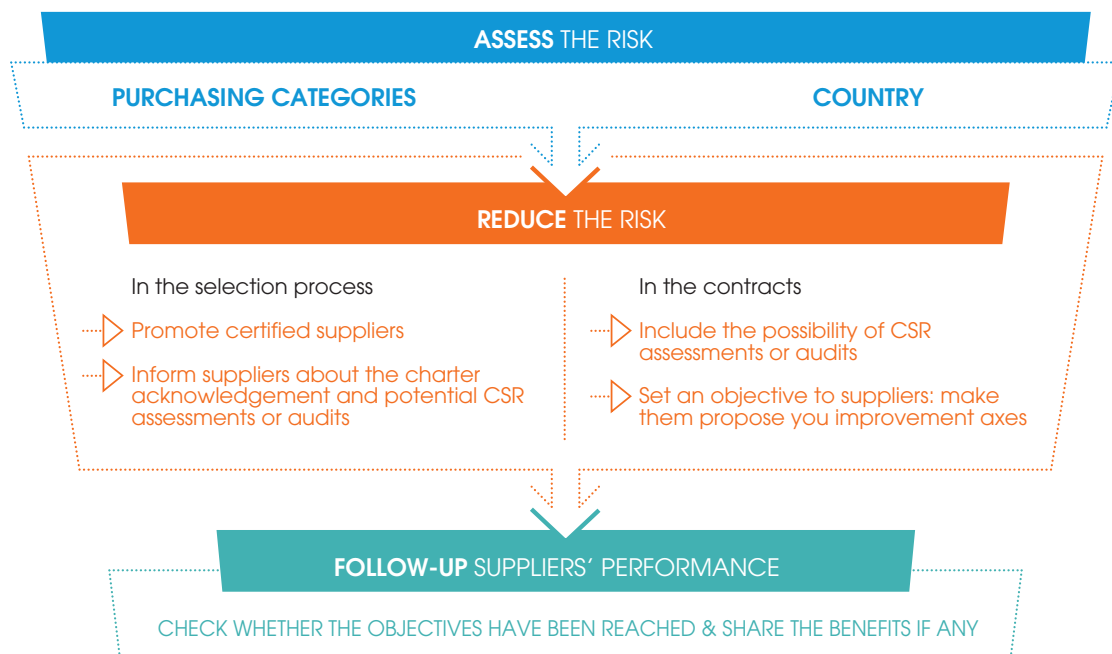 ASSESS THE RISK
PURCHASING CATEGORIES
COUNTRY
REDUCE THE RISK
In the selection process
Promote certified suppliers
Inform suppliers about the charter
acknowledgement and potential CSR
assessments or audits
In the contracts
Include the possibility of CSR
assessments or audits
Set an objective to suppliers: make
them propose you improvement axes
FOLLOW-UP SUPPLIERS’ PERFORMANCE
CHECK WHETHER THE OBJECTIVES HAVE BEEN REACHED & SHARE THE BENEFITS IF ANY